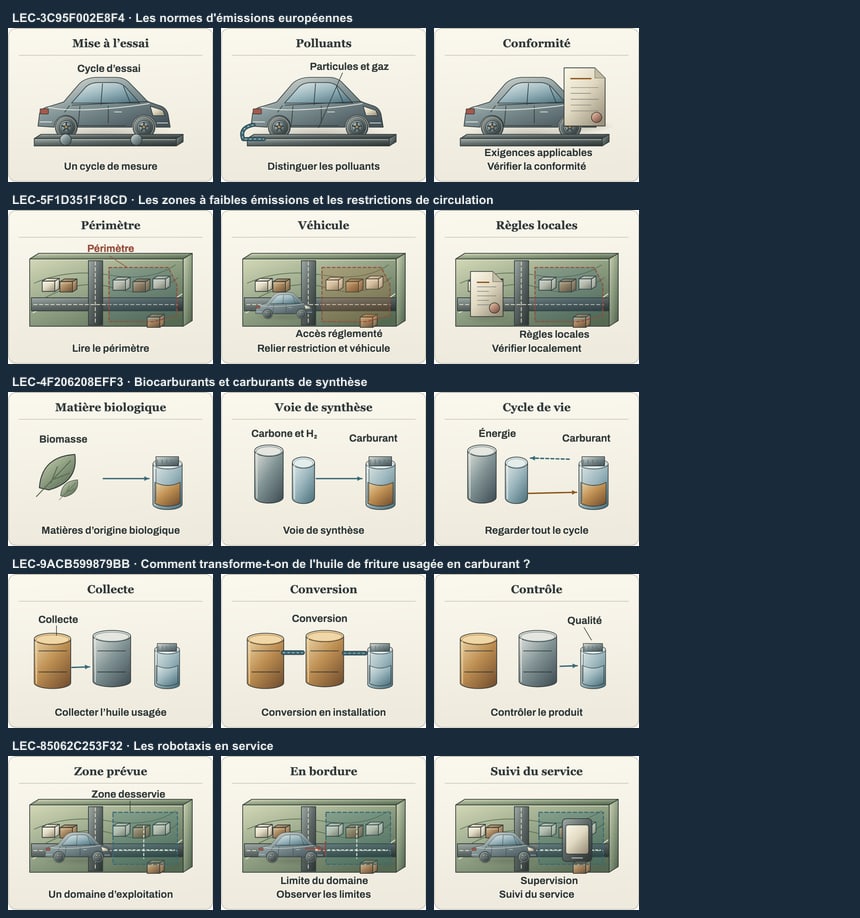 LEC-3C95F002E8F4 · Les normes d'émissions européennes
Mise à l’essai
Cycle d’essai
Un cycle de mesure
Polluants
Particules et gaz
Distinguer les polluants
Conformité
Exigences applicables
Vérifier la conformité
LEC-5F1D351F18CD · Les zones à faibles émissions et les restrictions de circulation
Périmètre
Périmètre
Lire le périmètre
Véhicule
Accès réglementé
Relier restriction et véhicule
Règles locales
Règles locales
Vérifier localement
LEC-4F206208EFF3 · Biocarburants et carburants de synthèse
Matière biologique
Biomasse
Matières d’origine biologique
Voie de synthèse
Carbone et H₂
Carburant
Voie de synthèse
Cycle de vie
Énergie
Carburant
Regarder tout le cycle
LEC-9ACB599879BB · Comment transforme-t-on de l'huile de friture usagée en carburant ?
Collecte
Collecte
Collecter l’huile usagée
Conversion
Conversion
Conversion en installation
Contrôle
Qualité
Contrôler le produit
LEC-85062C253F32 · Les robotaxis en service
Zone prévue
Zone desservie
Un domaine d’exploitation
En bordure
Limite du domaine
Observer les limites
Suivi du service
Supervision
Suivi du service